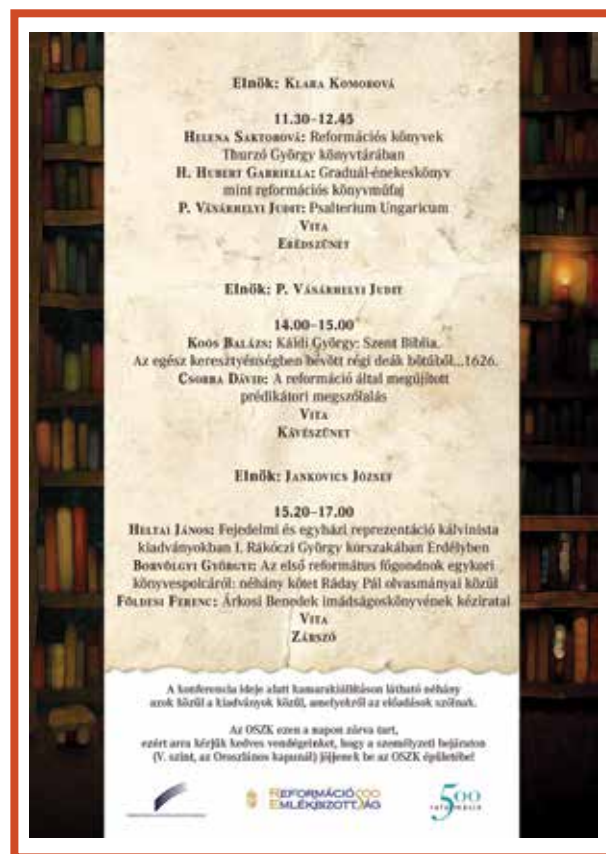 Elnök: Klara Komorová
11.30–12.45
Helena Saktorová: Reformációs könyvek
Thurzó György könyvtárában
H. Hubert Gabriella: Graduál-énekeskönyv
mint reformációs könyvműfaj
P. Vásárhelyi Judit: Psalterium Ungaricum
Vita
Ebédszünet
Elnök: P. Vásárhelyi Judit
14.00–15.00
Koós Balázs: Káldi György: Szent Biblia.
Az egész keresztyénségben bévött régi deák bötűből...1626.
Csorba Dávid: A reformáció által megújított
prédikátori megszólalás
Vita
Kávészünet
Elnök: Jankovics József
15.20–17.00
Heltai János: Fejedelmi és egyházi reprezentáció kálvinista
kiadványokban I. Rákóczi György korszakában Erdélyben
Borvölgyi Györgyi: Az első református főgondnok egykori
könyvespolcáról: néhány kötet Ráday Pál olvasmányai közül
Földesi Ferenc: Árkosi Benedek imádságoskönyvének kéziratai
Vita
Zárszó
A konferencia ideje alatt kamarakiállításon látható néhány
azok közül a kiadványok közül, amelyekről az előadások szólnak.
Az OSZK ezen a napon zárva tart,
ezért arra kérjük kedves vendégeinket, hogy a személyzeti bejáraton
(V. szint, az Oroszlános kapunál) jöjjenek be az OSZK épületébe!
REFORMÁCIÓ 500
EMLÉKBIZOTTSÁG
500
reformáció